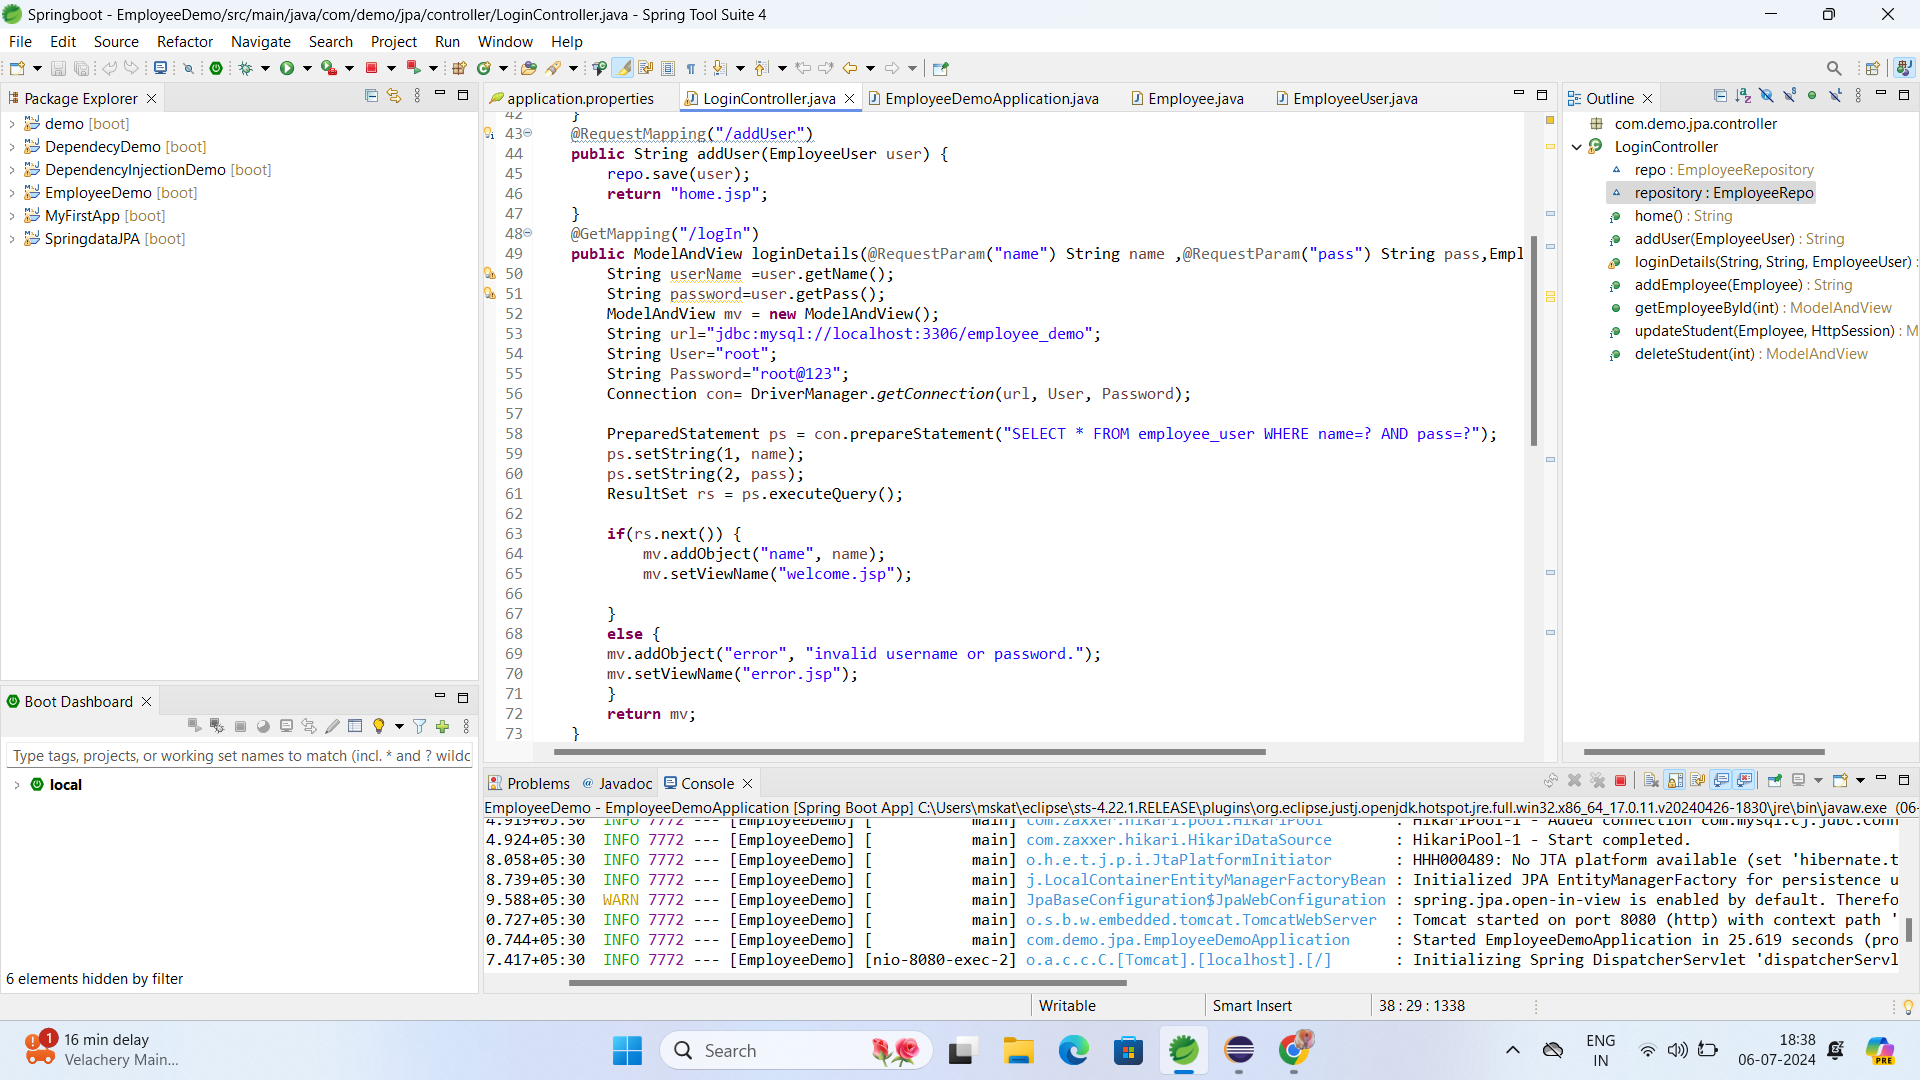 Springboot - EmployeeDemo/src/main/java/com/demo/jpa/controller/LoginController.java - Spring Tool Suite 4
File Edit Source Refactor Navigate Search Project Run Window Help
Package Explorer
demo [boot]
DependecyDemo [boot]
DependencyInjectionDemo [boot]
EmployeeDemo [boot]
MyFirstApp [boot]
SpringdataJPA [boot]
Boot Dashboard
Type tags, projects, or working set names to match (incl. * and ? wildc
local
6 elements hidden by filter
application.properties LoginController.java EmployeeDemoApplication.java Employee.java EmployeeUser.java
42 }
43 @RequestMapping("/addUser")
44 public String addUser(EmployeeUser user) {
45 repo.save(user);
46 return "home.jsp";
47 }
48 @GetMapping("/logIn")
49 public ModelAndView loginDetails(@RequestParam("name") String name ,@RequestParam("pass") String pass,Empl
50 String userName =user.getName();
51 String password=user.getPass();
52 ModelAndView mv = new ModelAndView();
53 String url="jdbc:mysql://localhost:3306/employee_demo";
54 String User="root";
55 String Password="root@123";
56 Connection con= DriverManager.getConnection(url, User, Password);
57
58 PreparedStatement ps = con.prepareStatement("SELECT * FROM employee_user WHERE name=? AND pass=?");
59 ps.setString(1, name);
60 ps.setString(2, pass);
61 ResultSet rs = ps.executeQuery();
62
63 if(rs.next()) {
64 mv.addObject("name", name);
65 mv.setViewName("welcome.jsp");
66
67 }
68 else {
69 mv.addObject("error", "invalid username or password.");
70 mv.setViewName("error.jsp");
71 }
72 return mv;
73 }
Outline
com.demo.jpa.controller
LoginController
repo : EmployeeRepository
repository : EmployeeRepo
home() : String
addUser(EmployeeUser) : String
loginDetails(String, String, EmployeeUser) :
addEmployee(Employee) : String
getEmployeeById(int) : ModelAndView
updateStudent(Employee, HttpSession) : M
deleteStudent(int) : ModelAndView
Problems @ Javadoc Console
EmployeeDemo - EmployeeDemoApplication [Spring Boot App] C:\Users\mskat\eclipse\sts-4.22.1.RELEASE\plugins\org.eclipse.justj.openjdk.hotspot.jre.full.win32.x86_64_17.0.11.v20240426-1830\jre\bin\javaw.exe (06-
4.919+05:30 INFO 7772 --- [EmployeeDemo] [ main] com.zaxxer.hikari.pool.HikariPool : HikariPool-1 - Added connection com.mysql.cj.jdbc.Conn
4.924+05:30 INFO 7772 --- [EmployeeDemo] [ main] com.zaxxer.hikari.HikariDataSource : HikariPool-1 - Start completed.
8.058+05:30 INFO 7772 --- [EmployeeDemo] [ main] o.h.e.t.j.p.i.JtaPlatformInitiator : HHH000489: No JTA platform available (set 'hibernate.t
8.739+05:30 INFO 7772 --- [EmployeeDemo] [ main] j.LocalContainerEntityManagerFactoryBean : Initialized JPA EntityManagerFactory for persistence u
9.588+05:30 WARN 7772 --- [EmployeeDemo] [ main] JpaBaseConfiguration$JpaWebConfiguration : spring.jpa.open-in-view is enabled by default. Therefo
0.727+05:30 INFO 7772 --- [EmployeeDemo] [ main] o.s.b.w.embedded.tomcat.TomcatWebServer : Tomcat started on port 8080 (http) with context path '
0.744+05:30 INFO 7772 --- [EmployeeDemo] [ main] com.demo.jpa.EmployeeDemoApplication : Started EmployeeDemoApplication in 25.619 seconds (pro
7.417+05:30 INFO 7772 --- [EmployeeDemo] [nio-8080-exec-2] o.a.c.c.C.[Tomcat].[localhost].[/] : Initializing Spring DispatcherServlet 'dispatcherServl
Writable Smart Insert 38 : 29 : 1338
1
16 min delay
Velachery Main...
Search
PRE
ENG
IN
18:38
06-07-2024